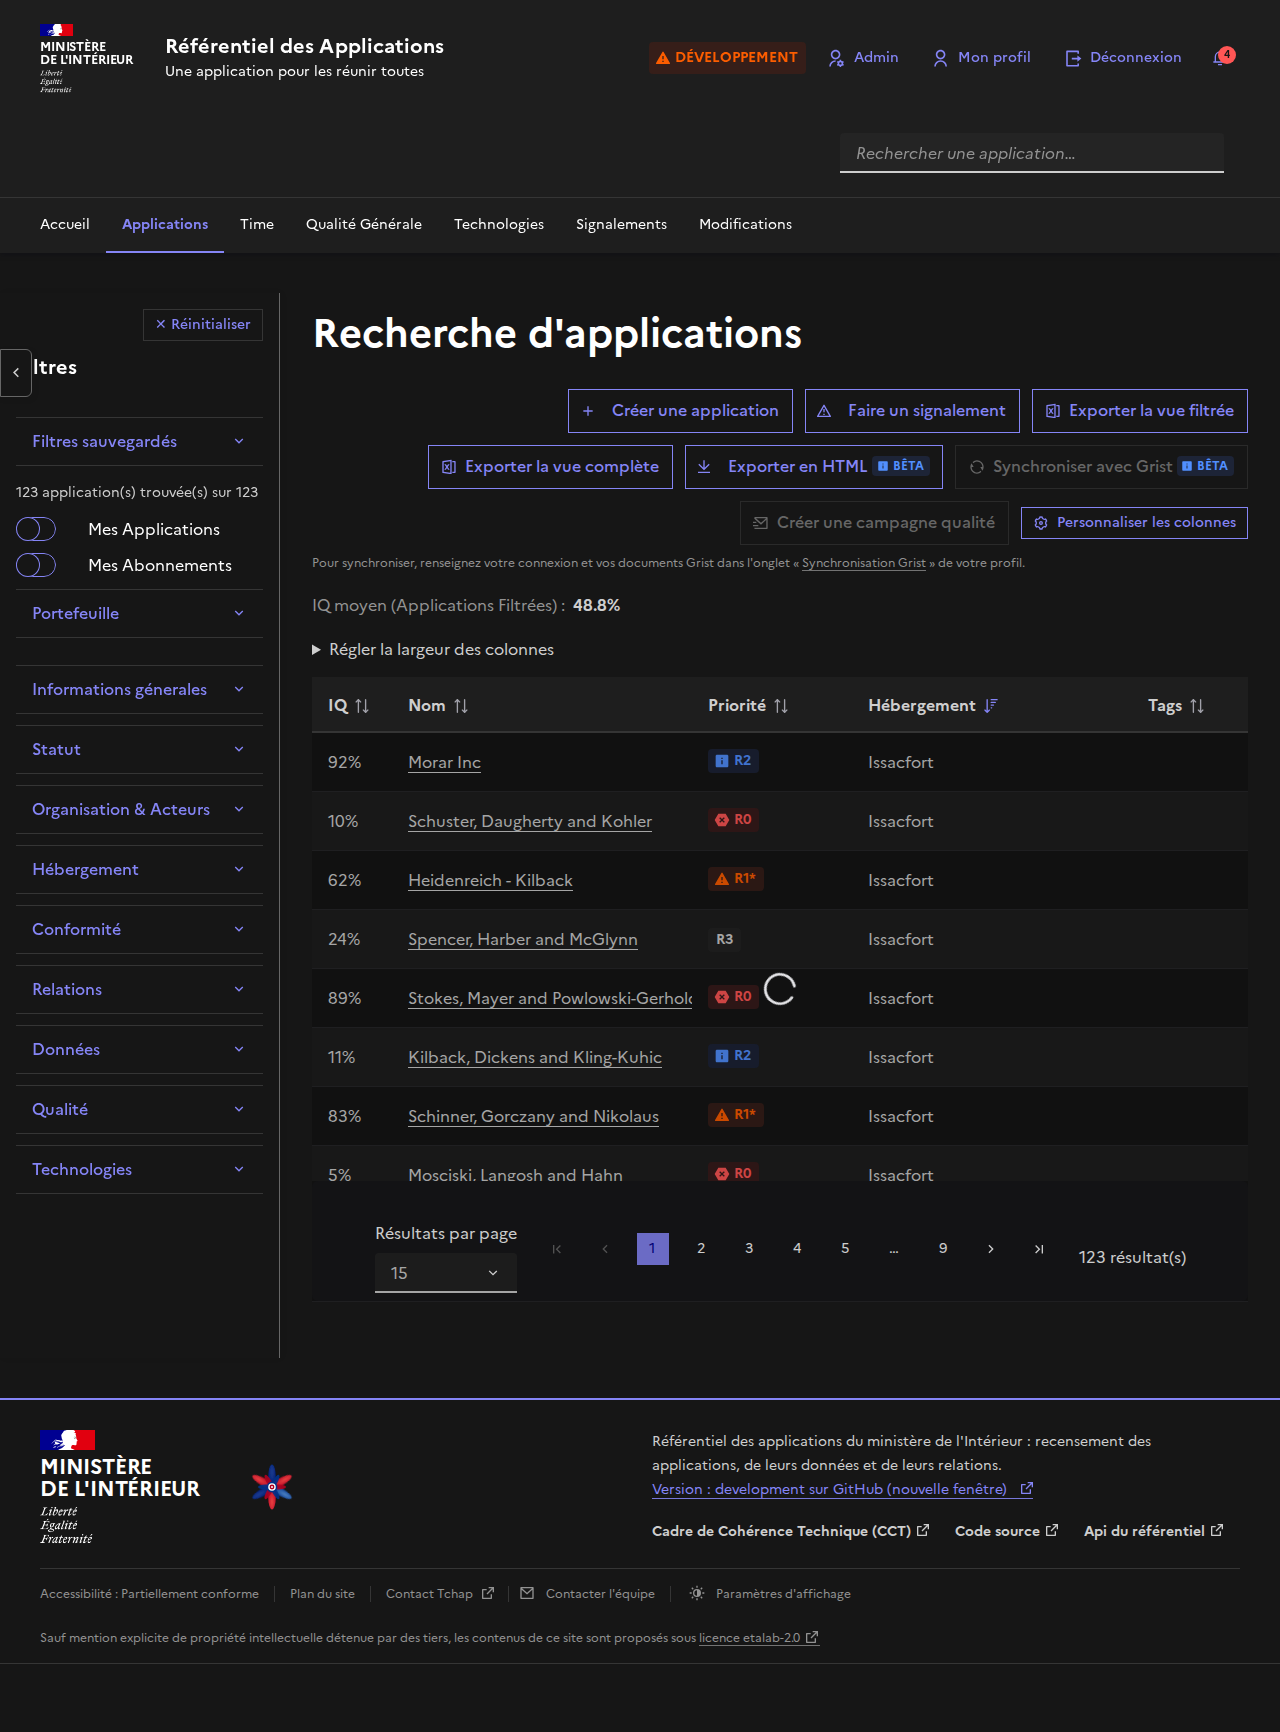 MINISTÈRE
DE L'INTÉRIEUR
Liberté
Égalité
Fraternité
Référentiel des Applications
Une application pour les réunir toutes
DÉVELOPPEMENT
Admin
Mon profil
Déconnexion
4
Rechercher une application...
Accueil
Applications
Time
Qualité Générale
Technologies
Signalements
Modifications
Réinitialiser
ltres
Filtres sauvegardés
123 application(s) trouvée(s) sur 123
Mes Applications
Mes Abonnements
Portefeuille
Informations génerales
Statut
Organisation & Acteurs
Hébergement
Conformité
Relations
Données
Qualité
Technologies
Recherche d'applications
Créer une application
Faire un signalement
Exporter la vue filtrée
Exporter la vue complète
Exporter en HTML BÊTA
Synchroniser avec Grist BÊTA
Créer une campagne qualité
Personnaliser les colonnes
Pour synchroniser, renseignez votre connexion et vos documents Grist dans l'onglet « Synchronisation Grist » de votre profil.
IQ moyen (Applications Filtrées) : 48.8%
Régler la largeur des colonnes
IQ Nom Priorité Hébergement Tags
92% Morar Inc R2 Issacfort
10% Schuster, Daugherty and Kohler R0 Issacfort
62% Heidenreich - Kilback R1* Issacfort
24% Spencer, Harber and McGlynn R3 Issacfort
89% Stokes, Mayer and Powlowski-Gerhold R0 Issacfort
11% Kilback, Dickens and Kling-Kuhic R2 Issacfort
83% Schinner, Gorczany and Nikolaus R1* Issacfort
5% Mosciski, Langosh and Hahn R0 Issacfort
Résultats par page
15
1 2 3 4 5 … 9
123 résultat(s)
MINISTÈRE
DE L'INTÉRIEUR
Liberté
Égalité
Fraternité
Référentiel des applications du ministère de l'Intérieur : recensement des
applications, de leurs données et de leurs relations.
Version : development sur GitHub (nouvelle fenêtre)
Cadre de Cohérence Technique (CCT)
Code source
Api du référentiel
Accessibilité : Partiellement conforme
Plan du site
Contact Tchap
Contacter l'équipe
Paramètres d'affichage
Sauf mention explicite de propriété intellectuelle détenue par des tiers, les contenus de ce site sont proposés sous licence etalab-2.0